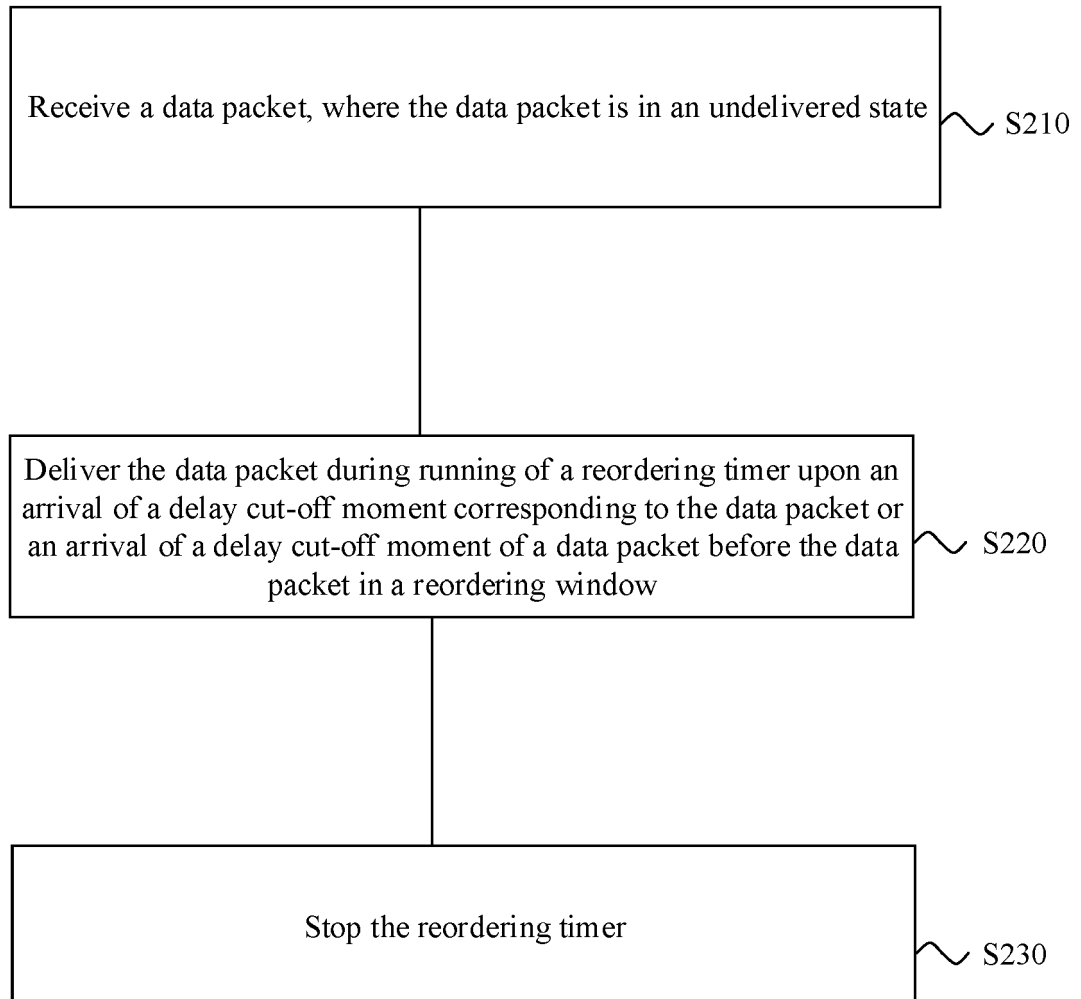 Receive a data packet, where the data packet is in an undelivered state
S210
Deliver the data packet during running of a reordering timer upon an
arrival of a delay cut-off moment corresponding to the data packet or
an arrival of a delay cut-off moment of a data packet before the data
packet in a reordering window
S220
Stop the reordering timer
S230